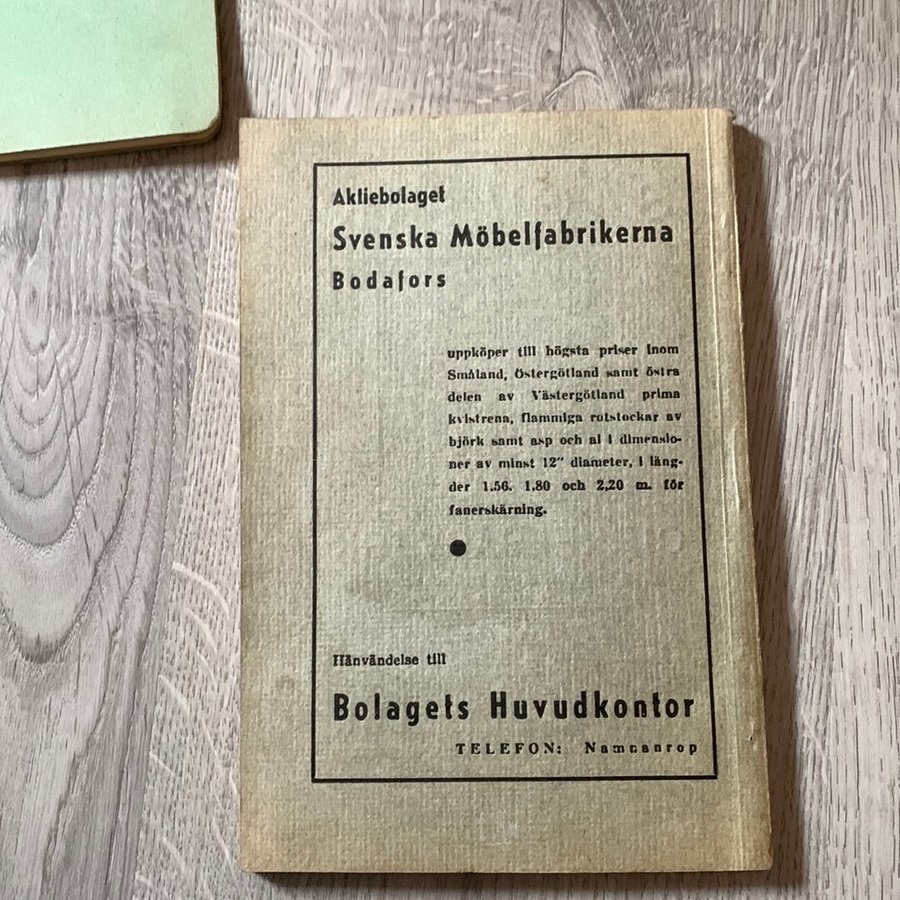 Aktiebolaget
Svenska Möbelfabrikerna
Bodafors
uppköper till högsta priser inom
Småland, Östergötland samt östra
delen av Västergötland prima
kvistrena, flammiga rotstockar av
björk samt asp och al i dimensio-
ner av minst 12" diameter, i läng-
der 1.56. 1,80 och 2,20 m. för
fanerskärning.
Hänvändelse till
Bolagets Huvudkontor
TELEFON: Namnanrop